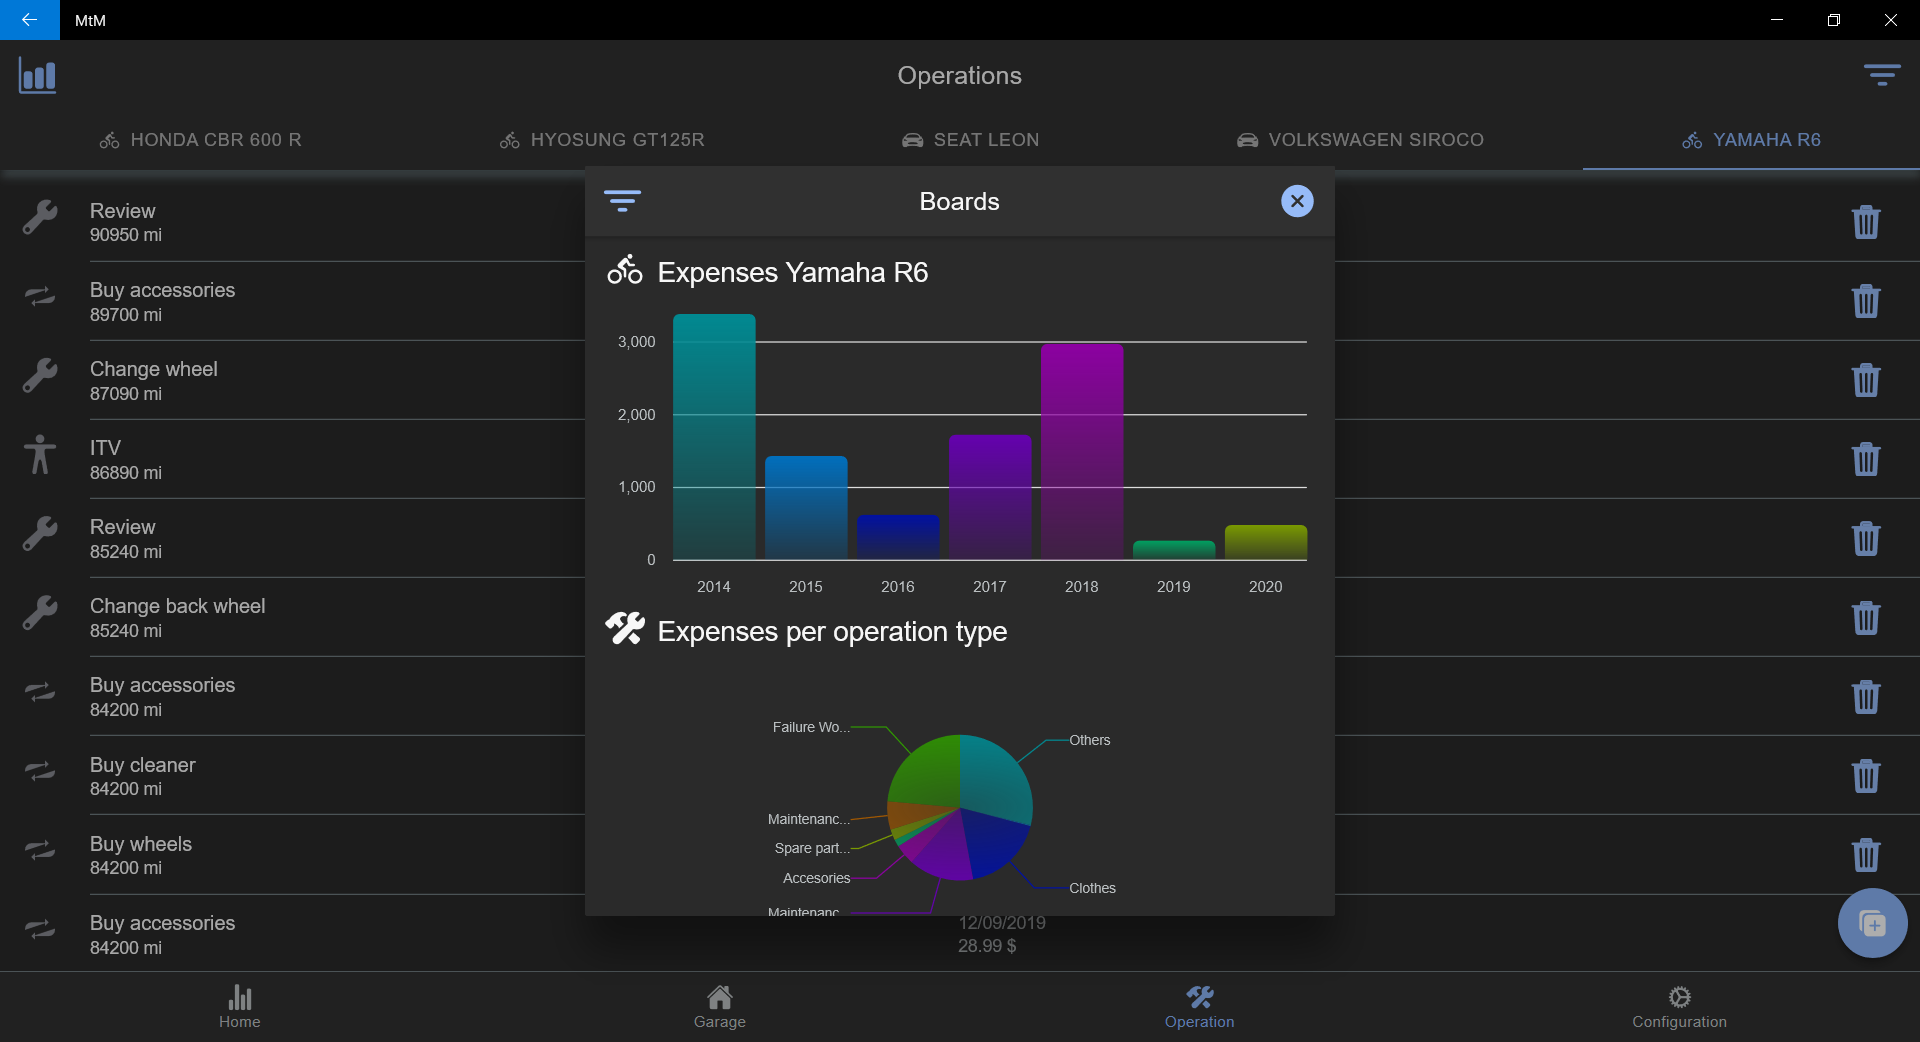 MtM
Operations
HONDA CBR 600 R
HYOSUNG GT125R
SEAT LEON
VOLKSWAGEN SIROCO
YAMAHA R6
Review
90950 mi
Buy accessories
89700 mi
Change wheel
87090 mi
ITV
86890 mi
Review
85240 mi
Change back wheel
85240 mi
Buy accessories
84200 mi
Buy cleaner
84200 mi
Buy wheels
84200 mi
Buy accessories
84200 mi
12/09/2019
28.99 $
Boards
Expenses Yamaha R6
3,000
2,000
1,000
0
2014
2015
2016
2017
2018
2019
2020
Expenses per operation type
Failure Wo...
Others
Maintenanc...
Spare part...
Accesories
Clothes
Maintenanc...
Home
Garage
Operation
Configuration